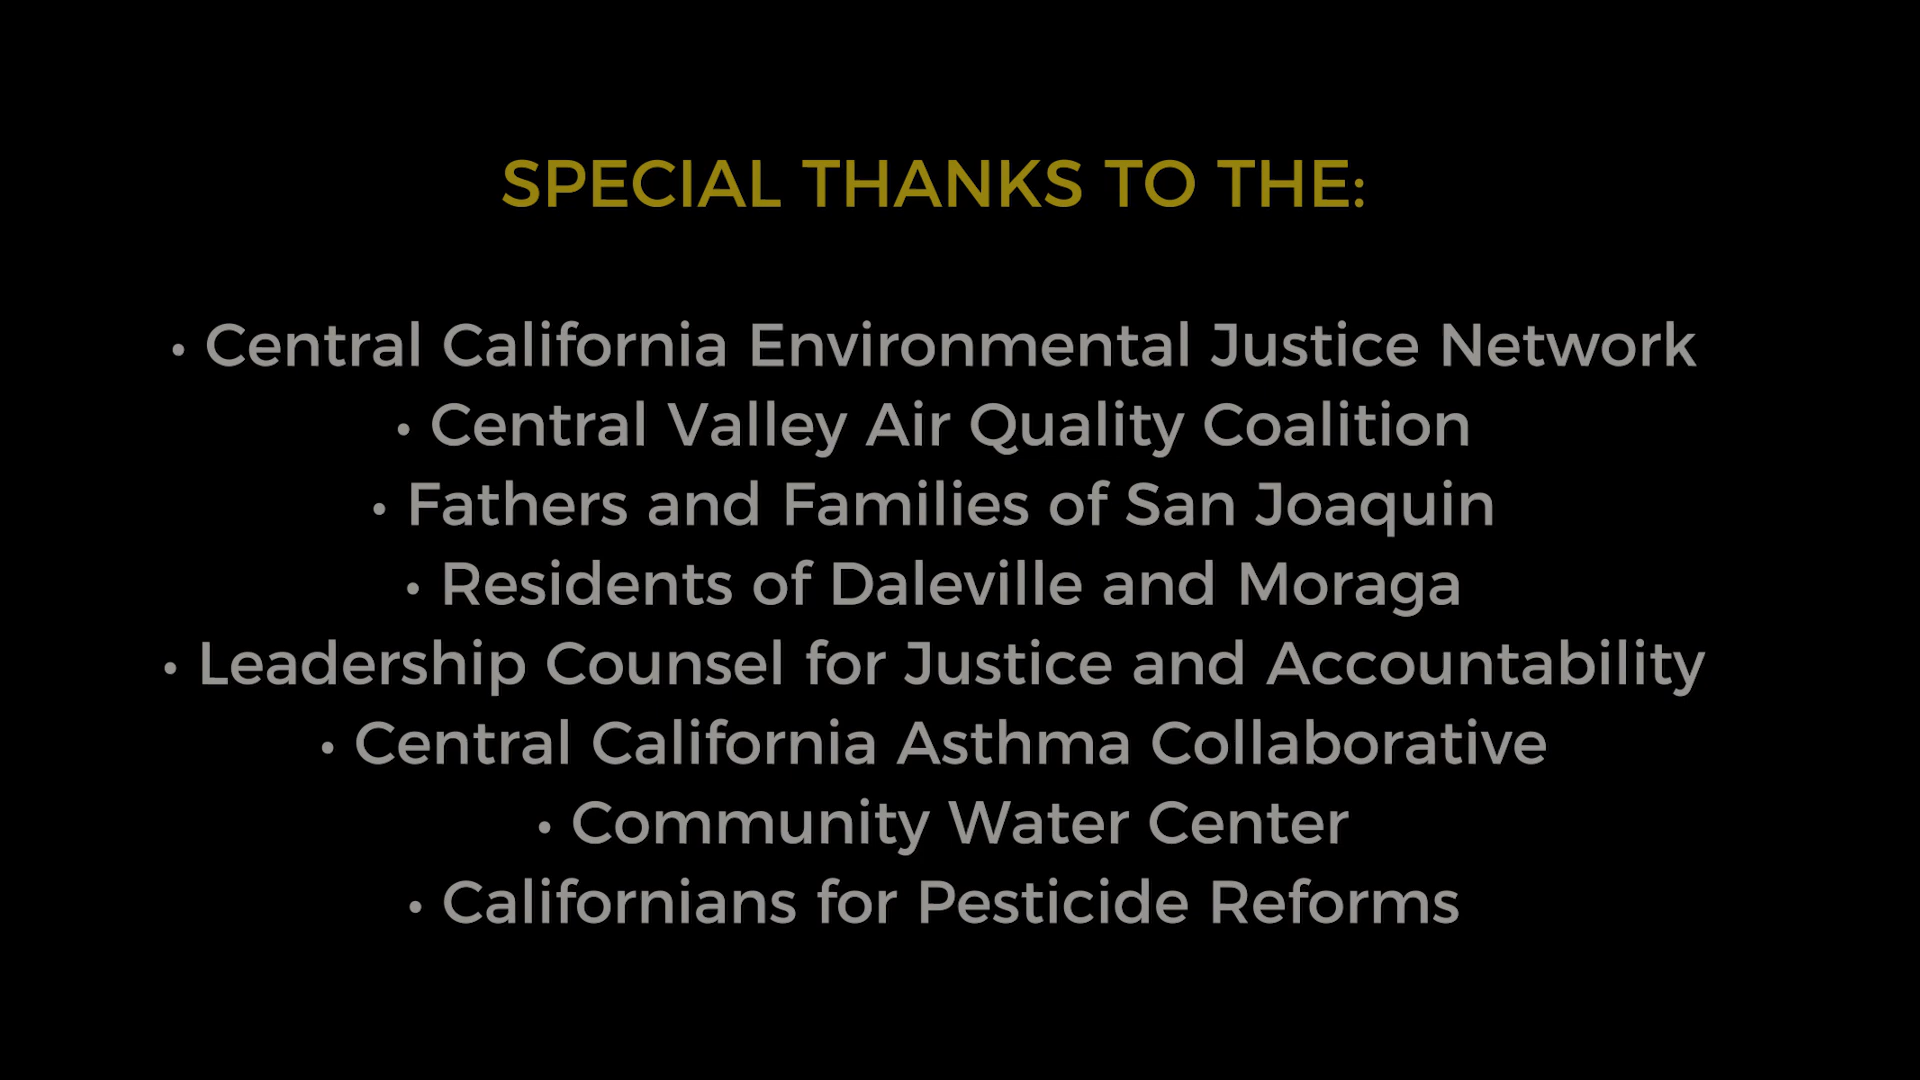 SPECIAL THANKS TO THE:
• Central California Environmental Justice Network
• Central Valley Air Quality Coalition
• Fathers and Families of San Joaquin
• Residents of Daleville and Moraga
• Leadership Counsel for Justice and Accountability
• Central California Asthma Collaborative
• Community Water Center
• Californians for Pesticide Reforms